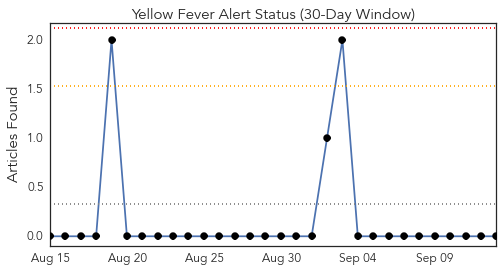 Yellow Fever Alert Status (30-Day Window)
Articles Found
2.0
1.5
1.0
0.5
0.0
Aug 15 Aug 20 Aug 25 Aug 30 Sep 04 Sep 09